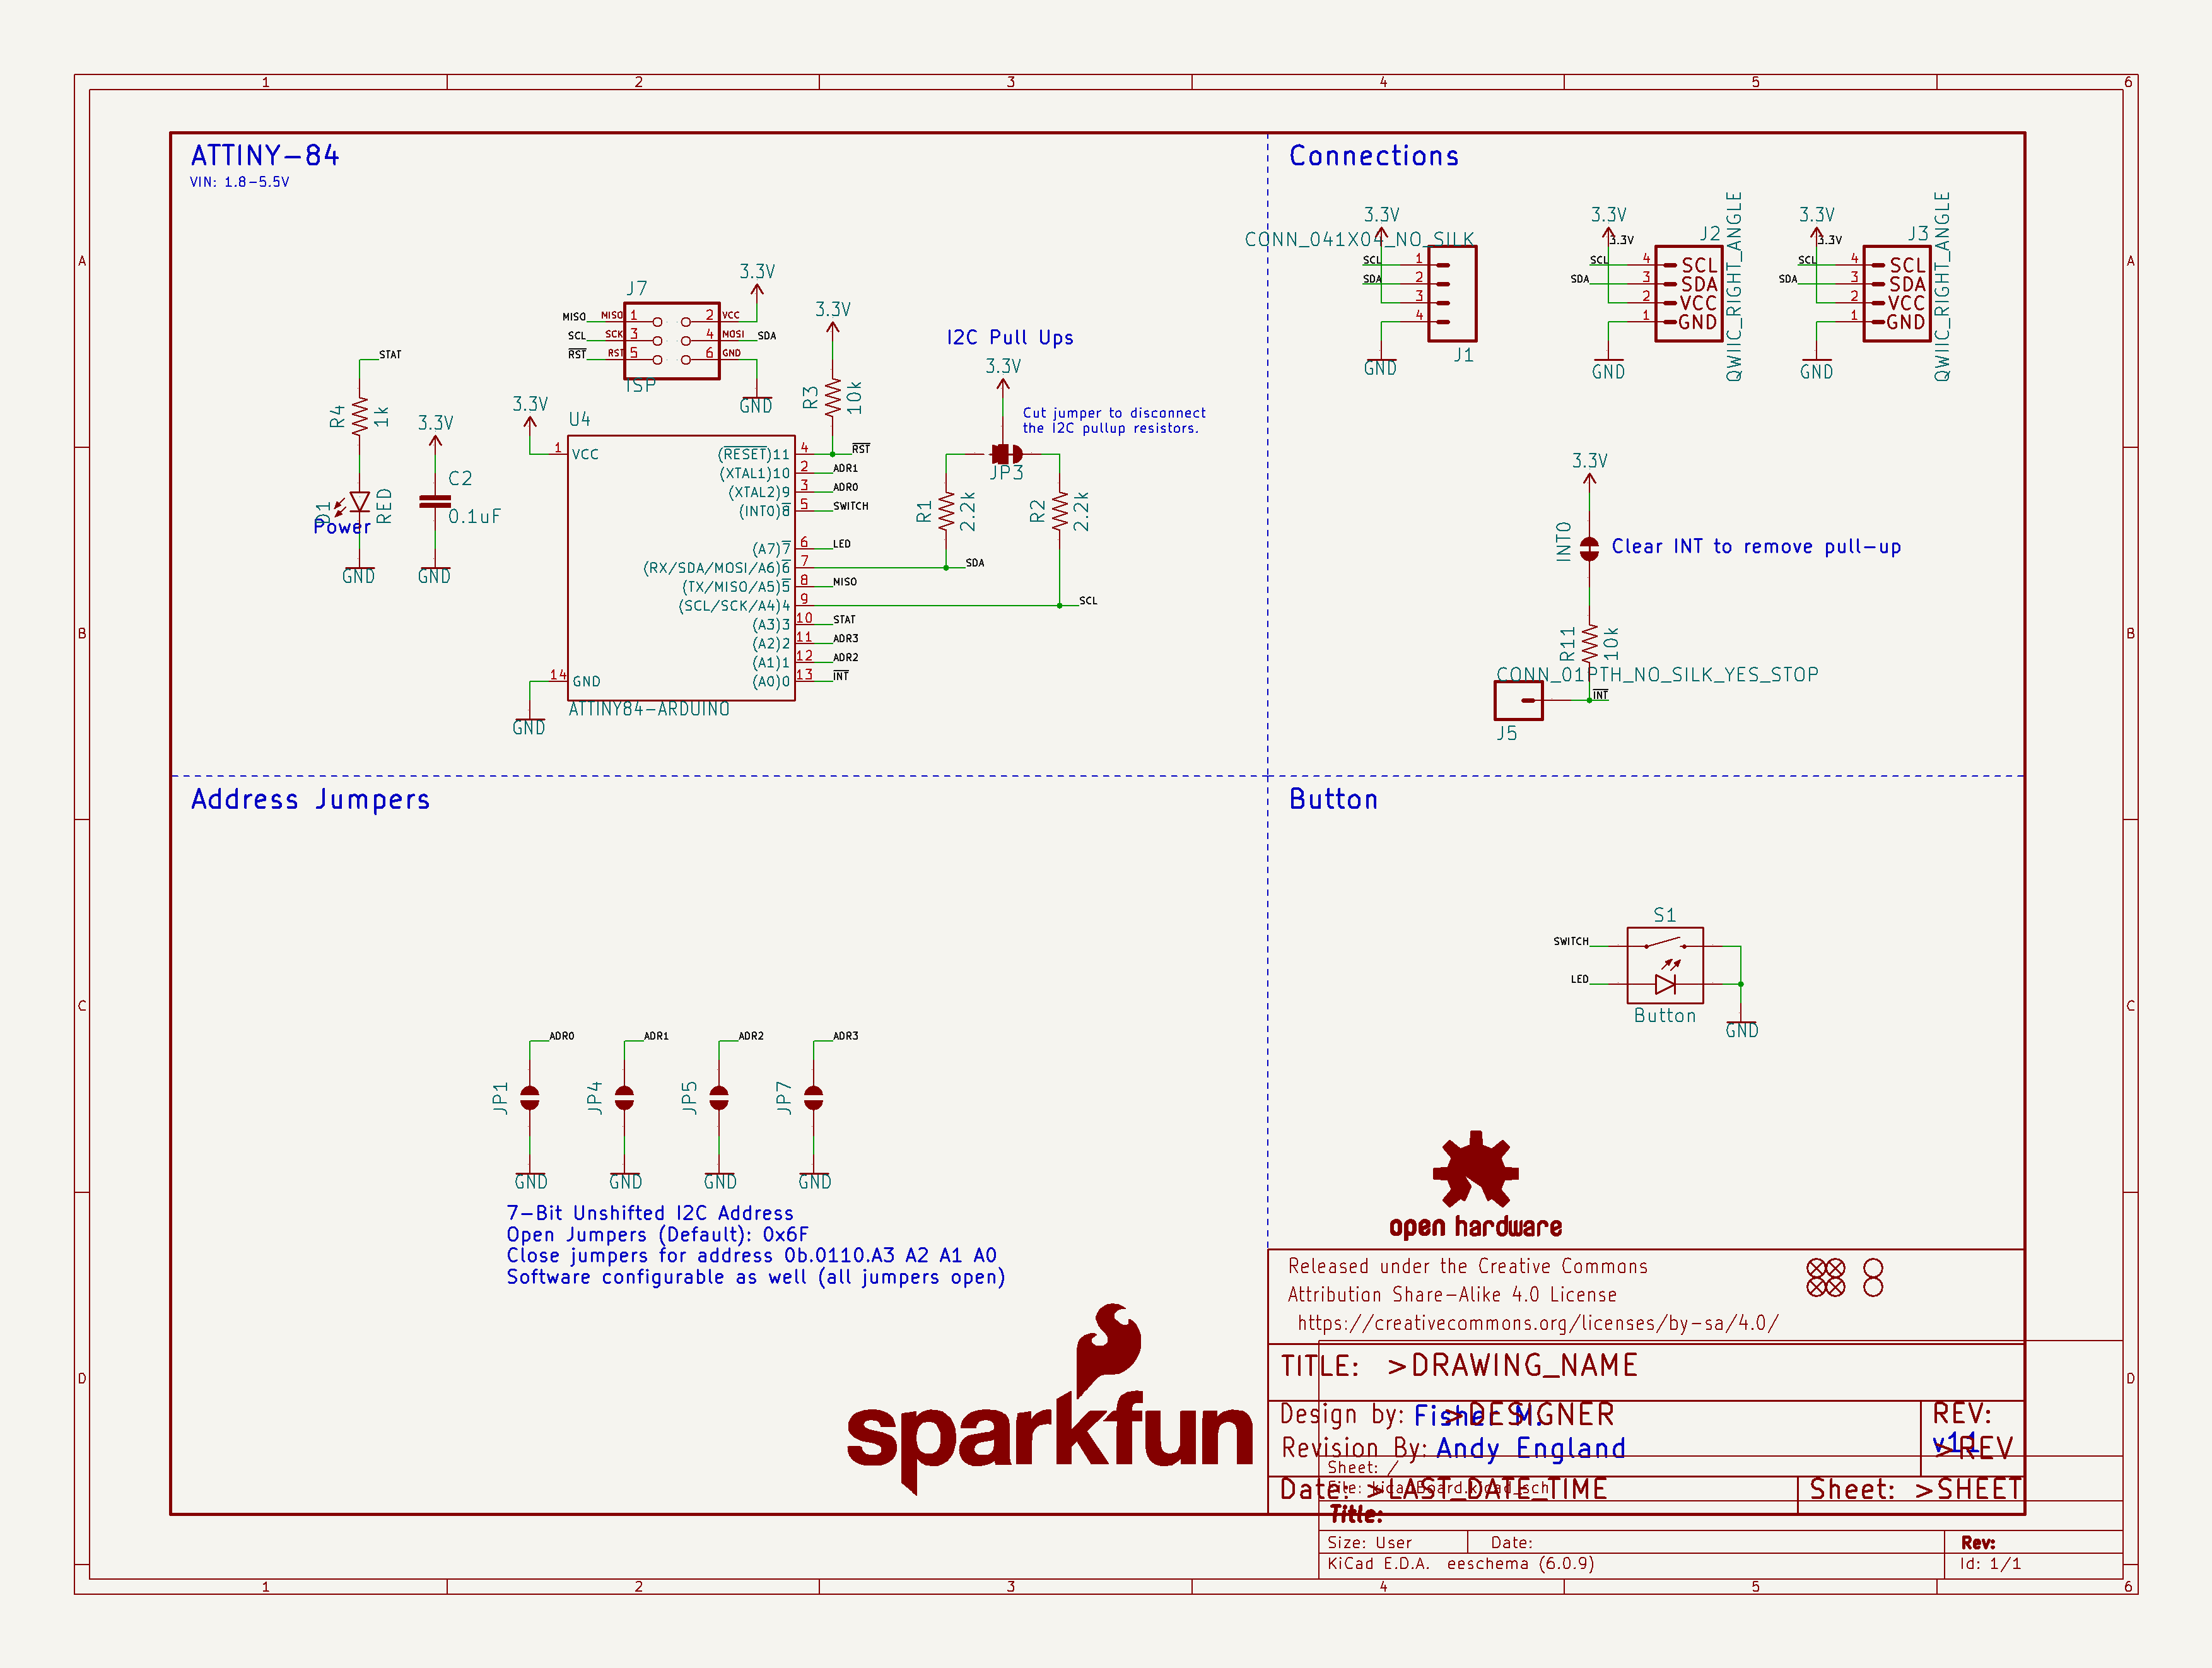 1 2 3 4 5 6
A
B
C
D
A
B
C
D
ATTINY-84
VIN: 1.8-5.5V
STAT
R4
1k
D1
RED
Power
GND
3.3V
C2
0.1uF
GND
J7
3.3V
MISO MISO 1 2 VCC
SCL SCK 3 4 MOSI SDA
RST RST 5 6 GND
ISP
GND
3.3V
R3
10k
3.3V
U4
1 VCC
14 GND
GND
(RESET)11 4 RST
(XTAL1)10 2 ADR1
(XTAL2)9 3 ADR0
(INT0)8 5 SWITCH
(A7)7 6 LED
(RX/SDA/MOSI/A6)6 7 SDA
(TX/MISO/A5)5 8 MISO
(SCL/SCK/A4)4 9 SCL
(A3)3 10 STAT
(A2)2 11 ADR3
(A1)1 12 ADR2
(A0)0 13 INT
ATTINY84-ARDUINO
I2C Pull Ups
3.3V
Cut jumper to disconnect
the I2C pullup resistors.
JP3
R1
2.2k
R2
2.2k
Connections
3.3V
CONN_041X04_NO_SILK
SCL 1
SDA 2
3
4
J1
GND
3.3V
3.3V
J2
SCL 4 SCL
SDA 3 SDA
2 VCC
1 GND
QWIIC_RIGHT_ANGLE
GND
3.3V
3.3V
J3
SCL 4 SCL
SDA 3 SDA
2 VCC
1 GND
QWIIC_RIGHT_ANGLE
GND
3.3V
INT0
Clear INT to remove pull-up
R11
10k
CONN_01PTH_NO_SILK_YES_STOP
INT
J5
Address Jumpers
ADR0 ADR1 ADR2 ADR3
JP1 JP4 JP5 JP7
GND GND GND GND
7-Bit Unshifted I2C Address
Open Jumpers (Default): 0x6F
Close jumpers for address 0b.0110.A3 A2 A1 A0
Software configurable as well (all jumpers open)
Button
S1
SWITCH
LED
Button
GND
open hardware
sparkfun
Released under the Creative Commons
Attribution Share-Alike 4.0 License
https://creativecommons.org/licenses/by-sa/4.0/
TITLE: >DRAWING_NAME
Design by: Fisher M. >DESIGNER
REV:
Revision By: Andy England
v11 >REV
Sheet: /
File: kicadBoard.kicad_sch
Date: >LAST_DATE_TIME
Sheet: >SHEET
Title:
Size: User Date: Rev:
KiCad E.D.A. eeschema (6.0.9) Id: 1/1
1 2 3 4 5 6